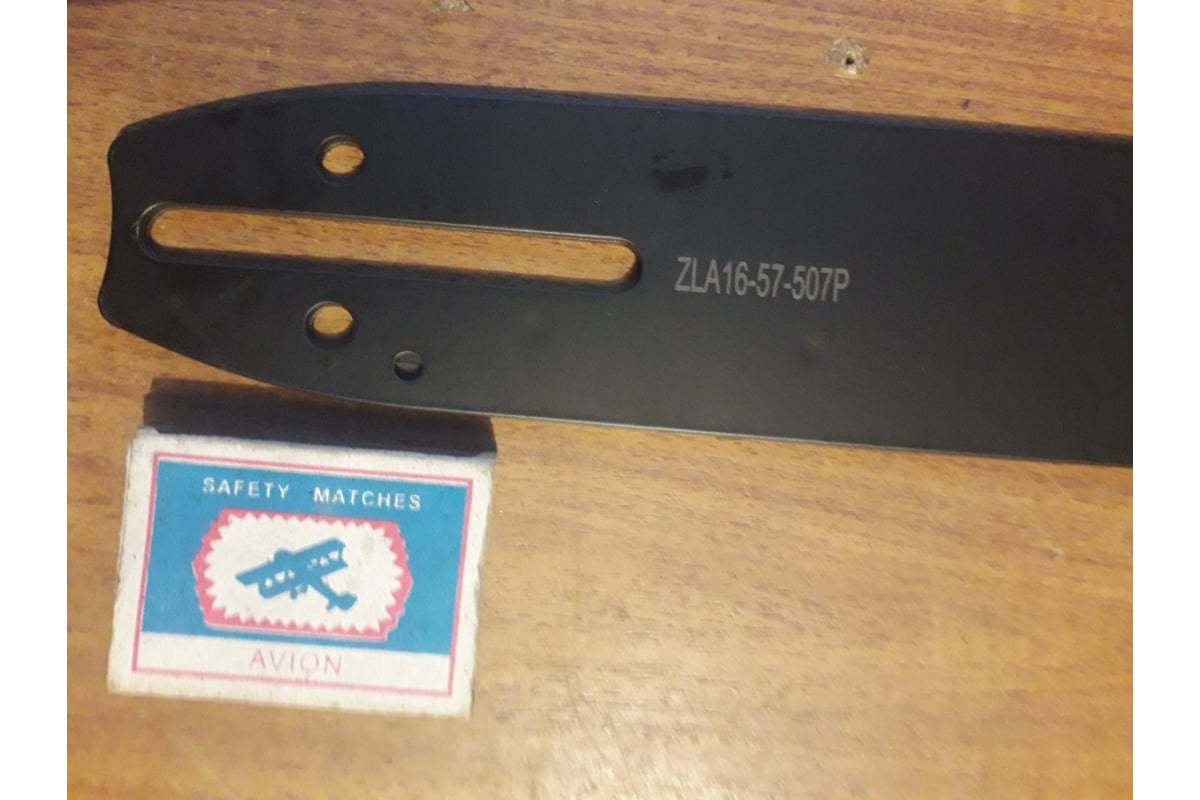 ZLA16-57-507P
SAFETY MATCHES
AVION